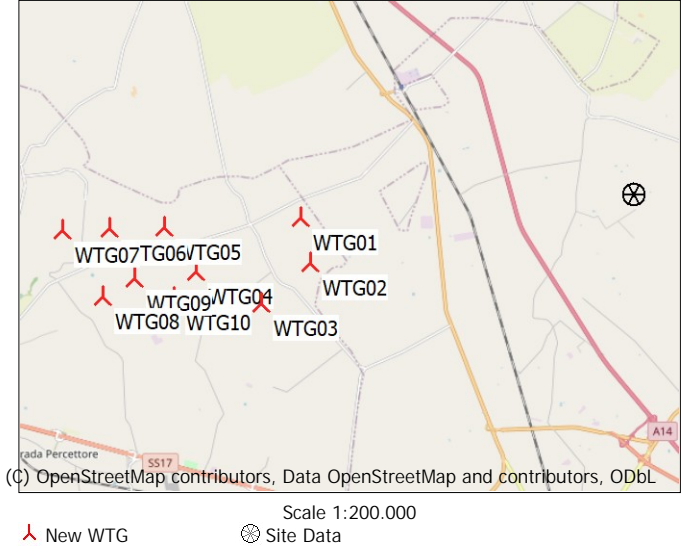 WTG01
WTG07 TG06 WTG05
WTG02
WTG09 WTG04
WTG08 WTG10 WTG03
A14
rada Percettore
SS17
(C) OpenStreetMap contributors, Data OpenStreetMap and contributors, ODbL
Scale 1:200.000
New WTG Site Data